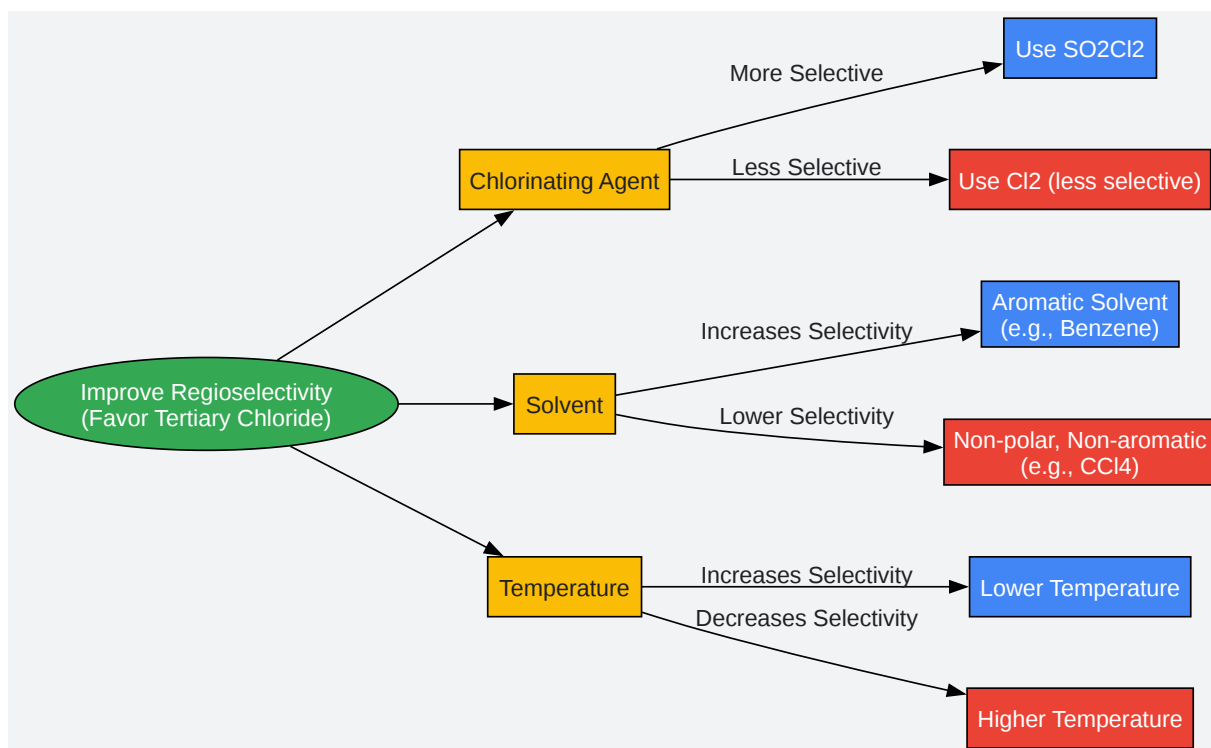 Use SO2Cl2
More Selective
Chlorinating Agent
Less Selective
Use Cl2 (less selective)
Aromatic Solvent
(e.g., Benzene)
Increases Selectivity
Improve Regioselectivity
(Favor Tertiary Chloride)
Solvent
Lower Selectivity
Non-polar, Non-aromatic
(e.g., CCl4)
Temperature
Increases Selectivity
Lower Temperature
Decreases Selectivity
Higher Temperature